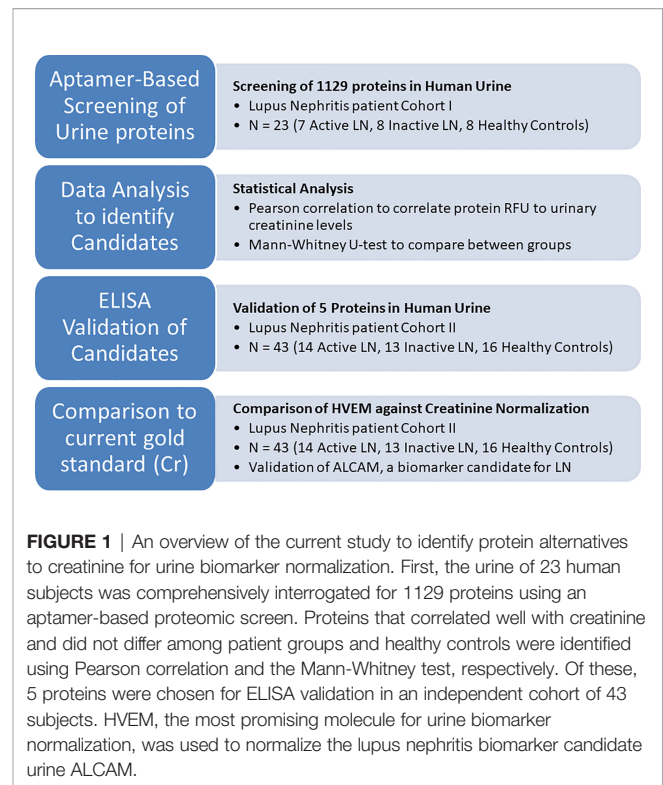 Aptamer-Based
Screening of
Urine proteins
Screening of 1129 proteins in Human Urine
• Lupus Nephritis patient Cohort I
• N = 23 (7 Active LN, 8 Inactive LN, 8 Healthy Controls)
Data Analysis
to identify
Candidates
Statistical Analysis
• Pearson correlation to correlate protein RFU to urinary
creatinine levels
• Mann-Whitney U-test to compare between groups
ELISA
Validation of
Candidates
Validation of 5 Proteins in Human Urine
• Lupus Nephritis patient Cohort II
• N = 43 (14 Active LN, 13 Inactive LN, 16 Healthy Controls)
Comparison to
current gold
standard (Cr)
Comparison of HVEM against Creatinine Normalization
• Lupus Nephritis patient Cohort II
• N = 43 (14 Active LN, 13 Inactive LN, 16 Healthy Controls)
• Validation of ALCAM, a biomarker candidate for LN
FIGURE 1 | An overview of the current study to identify protein alternatives
to creatinine for urine biomarker normalization. First, the urine of 23 human
subjects was comprehensively interrogated for 1129 proteins using an
aptamer-based proteomic screen. Proteins that correlated well with creatinine
and did not differ among patient groups and healthy controls were identified
using Pearson correlation and the Mann-Whitney test, respectively. Of these,
5 proteins were chosen for ELISA validation in an independent cohort of 43
subjects. HVEM, the most promising molecule for urine biomarker
normalization, was used to normalize the lupus nephritis biomarker candidate
urine ALCAM.